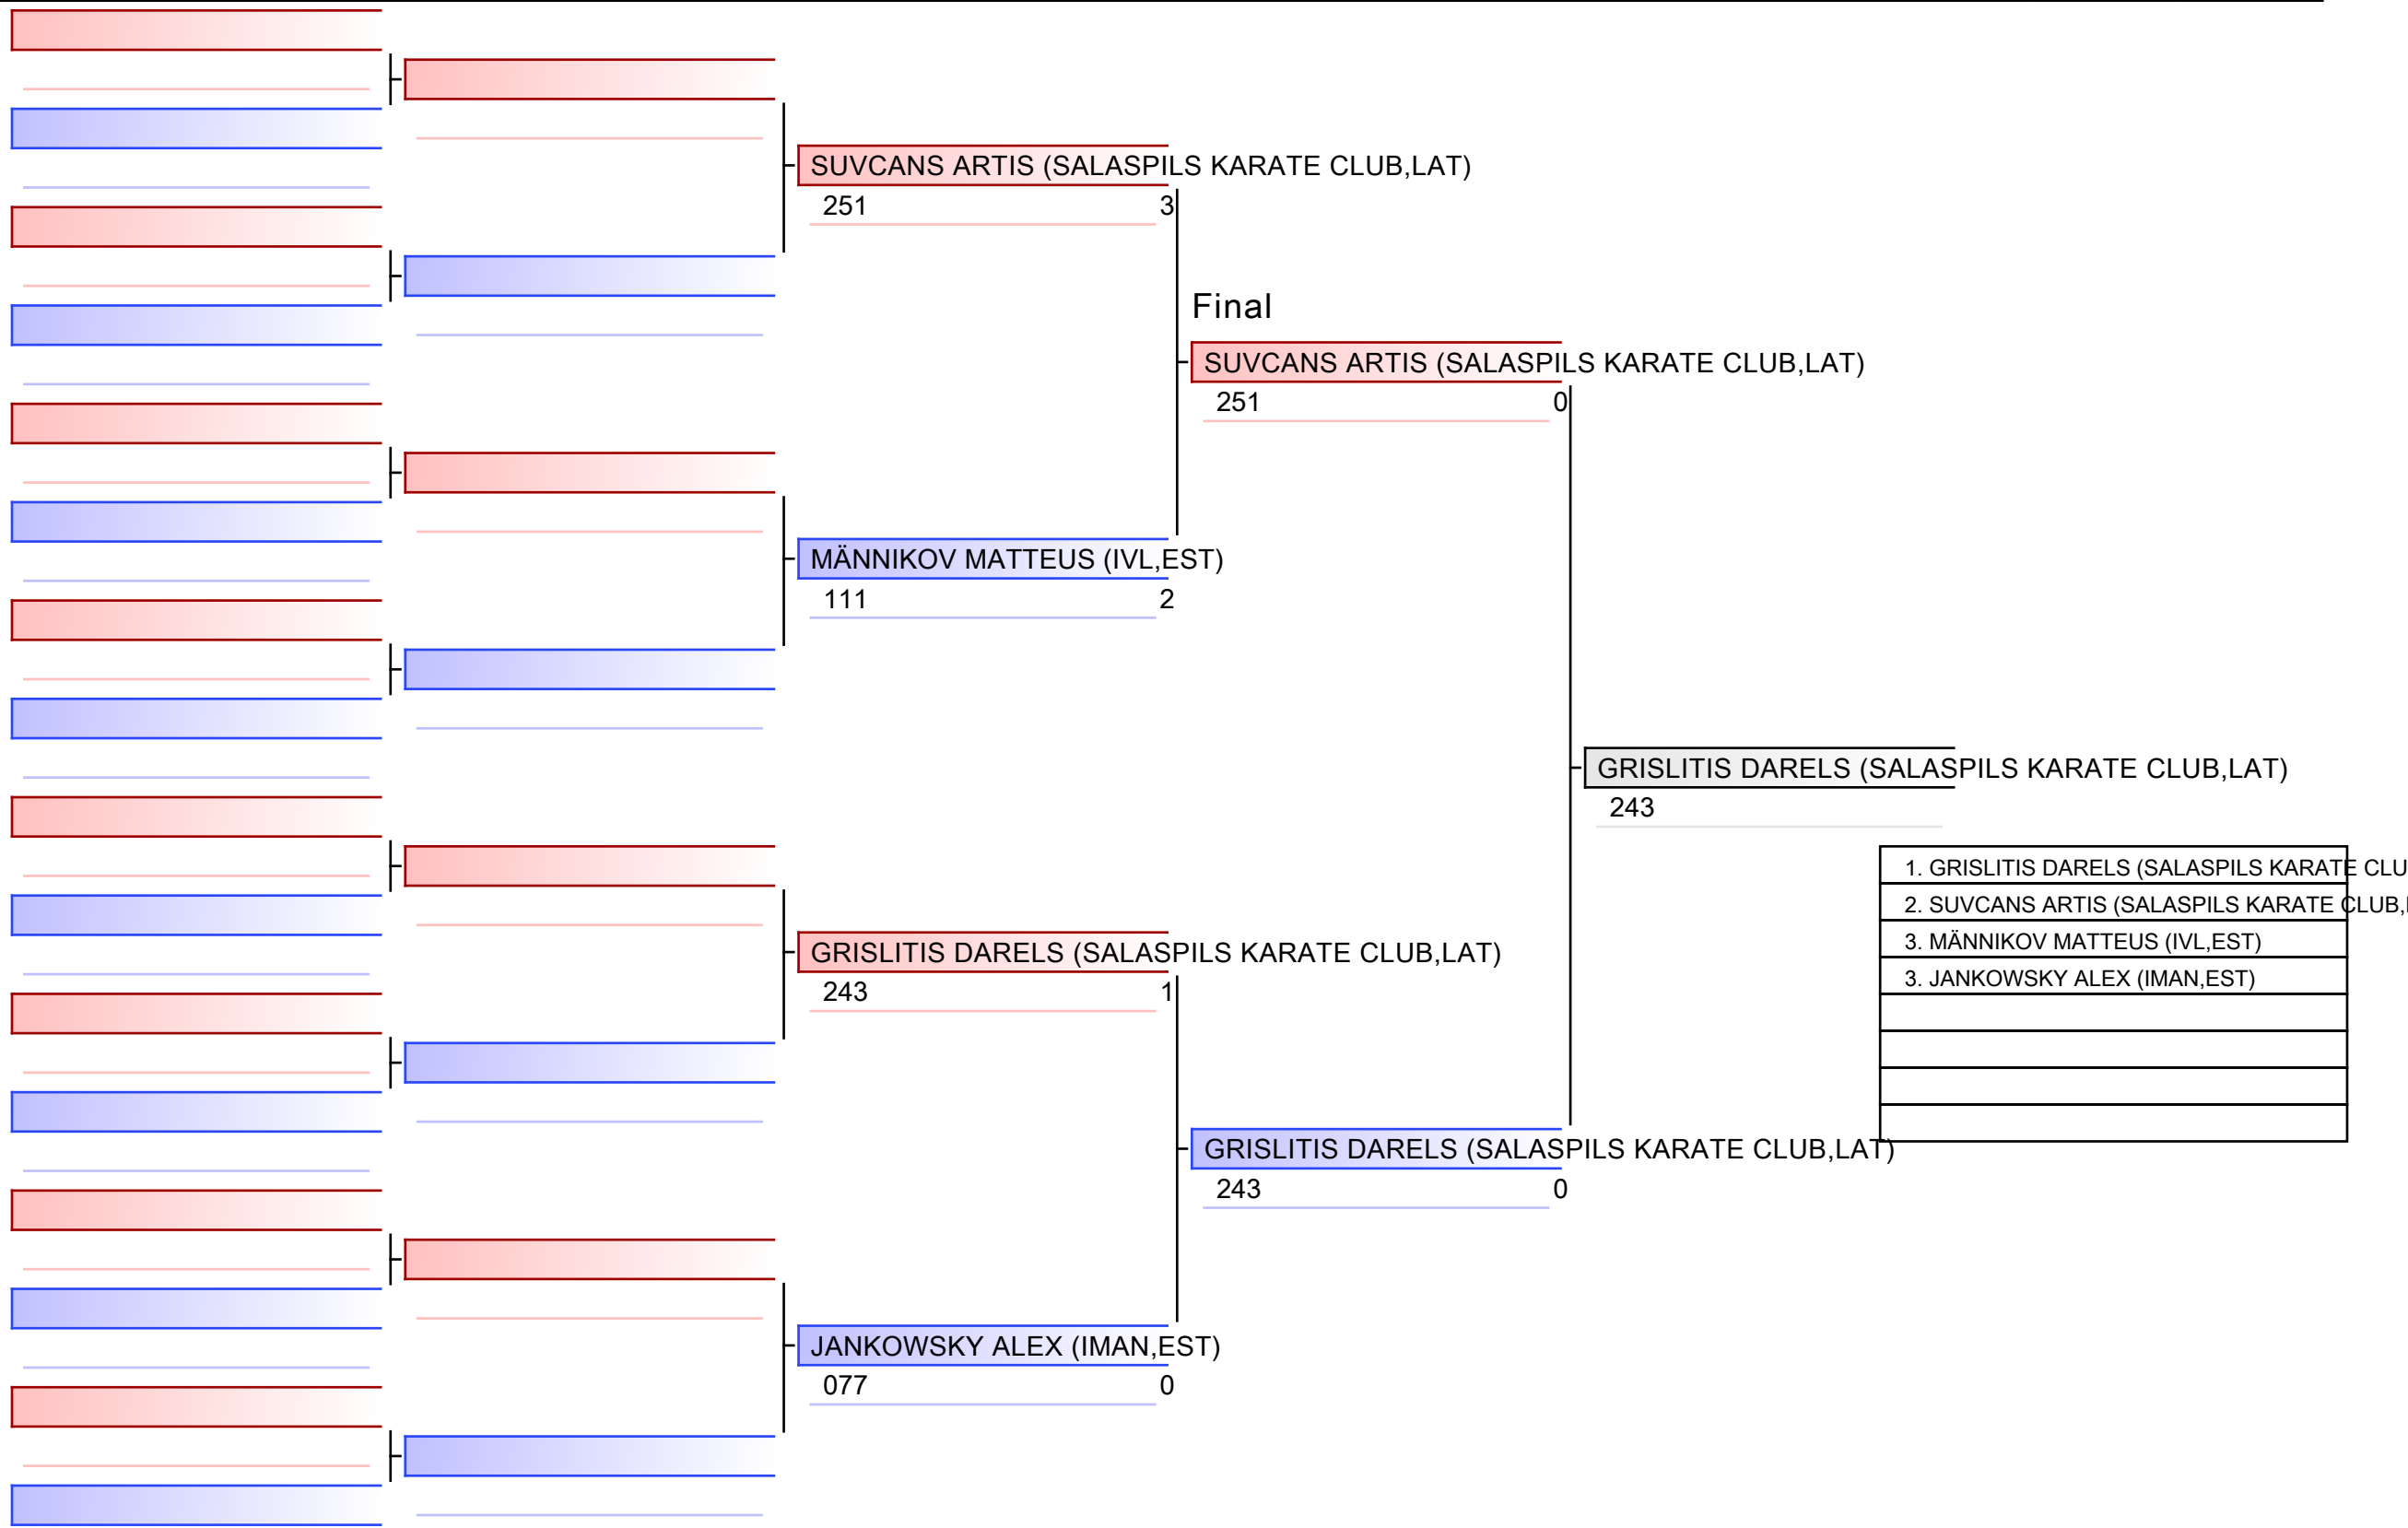 SUVCANS ARTIS (SALASPILS KARATE CLUB,LAT)
251 3
Final
SUVCANS ARTIS (SALASPILS KARATE CLUB,LAT)
251 0
MÄNNIKOV MATTEUS (IVL,EST)
111 2
GRISLITIS DARELS (SALASPILS KARATE CLUB,LAT)
243
1. GRISLITIS DARELS (SALASPILS KARATE CLU
2. SUVCANS ARTIS (SALASPILS KARATE CLUB,
3. MÄNNIKOV MATTEUS (IVL,EST)
3. JANKOWSKY ALEX (IMAN,EST)
GRISLITIS DARELS (SALASPILS KARATE CLUB,LAT)
243 1
GRISLITIS DARELS (SALASPILS KARATE CLUB,LAT)
243 0
JANKOWSKY ALEX (IMAN,EST)
077 0